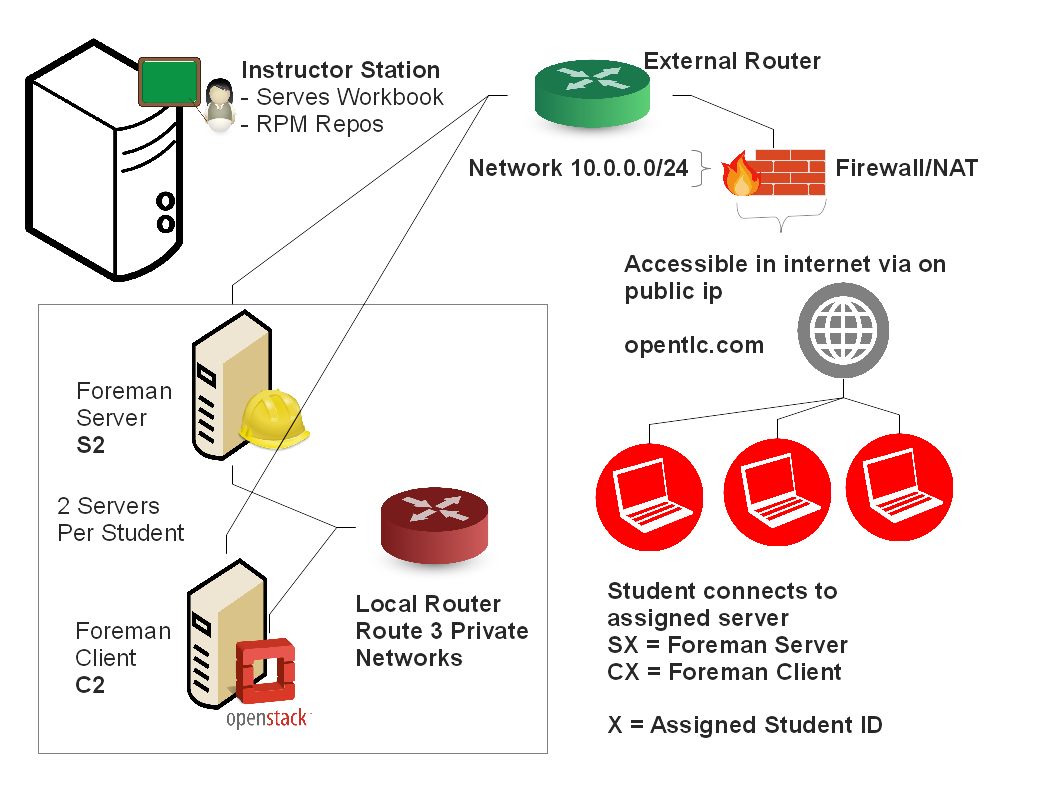 Instructor Station
- Serves Workbook
- RPM Repos
External Router
Network 10.0.0.0/24
Firewall/NAT
Accessible in internet via on
public ip
opentlc.com
Foreman
Server
S2
2 Servers
Per Student
Foreman
Client
C2
openstack
Local Router
Route 3 Private
Networks
Student connects to
assigned server
SX = Foreman Server
CX = Foreman Client
X = Assigned Student ID